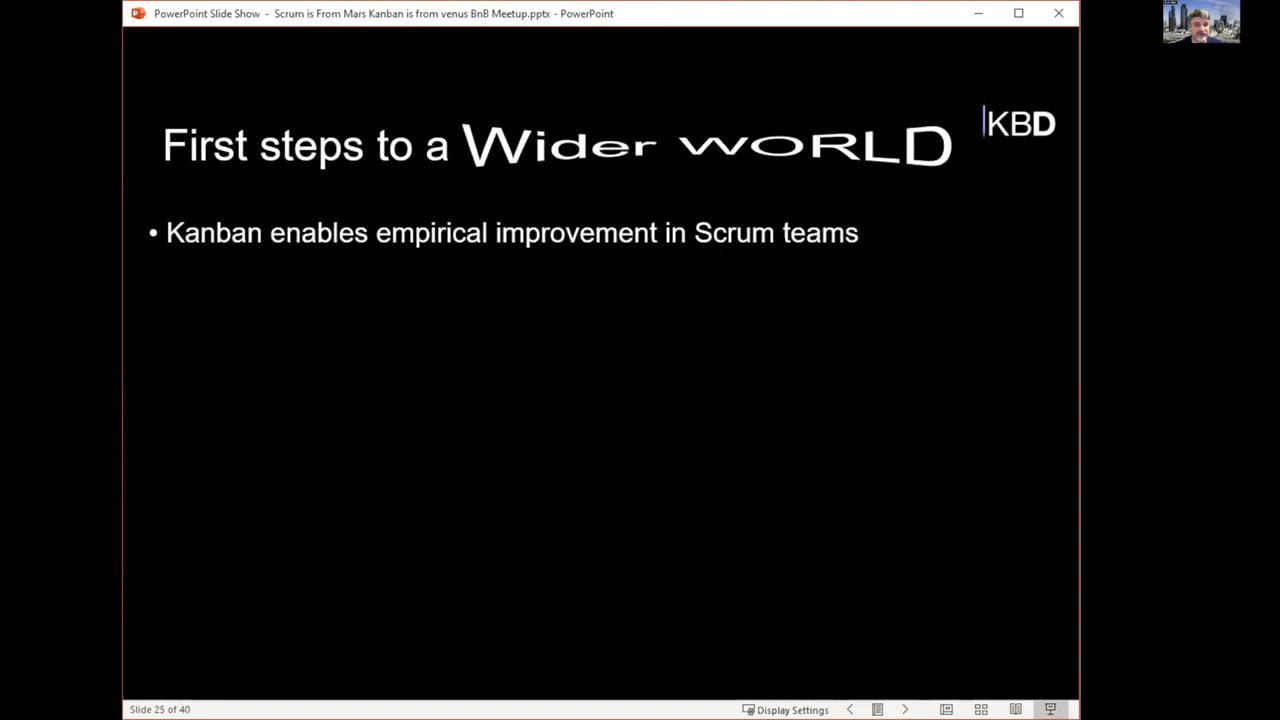 PowerPoint Slide Show - Scrum is From Mars Kanban is from venus BnB Meetup.pptx - PowerPoint
First steps to a Wider WORLD
KBD
• Kanban enables empirical improvement in Scrum teams
Slide 25 of 40
Display Settings